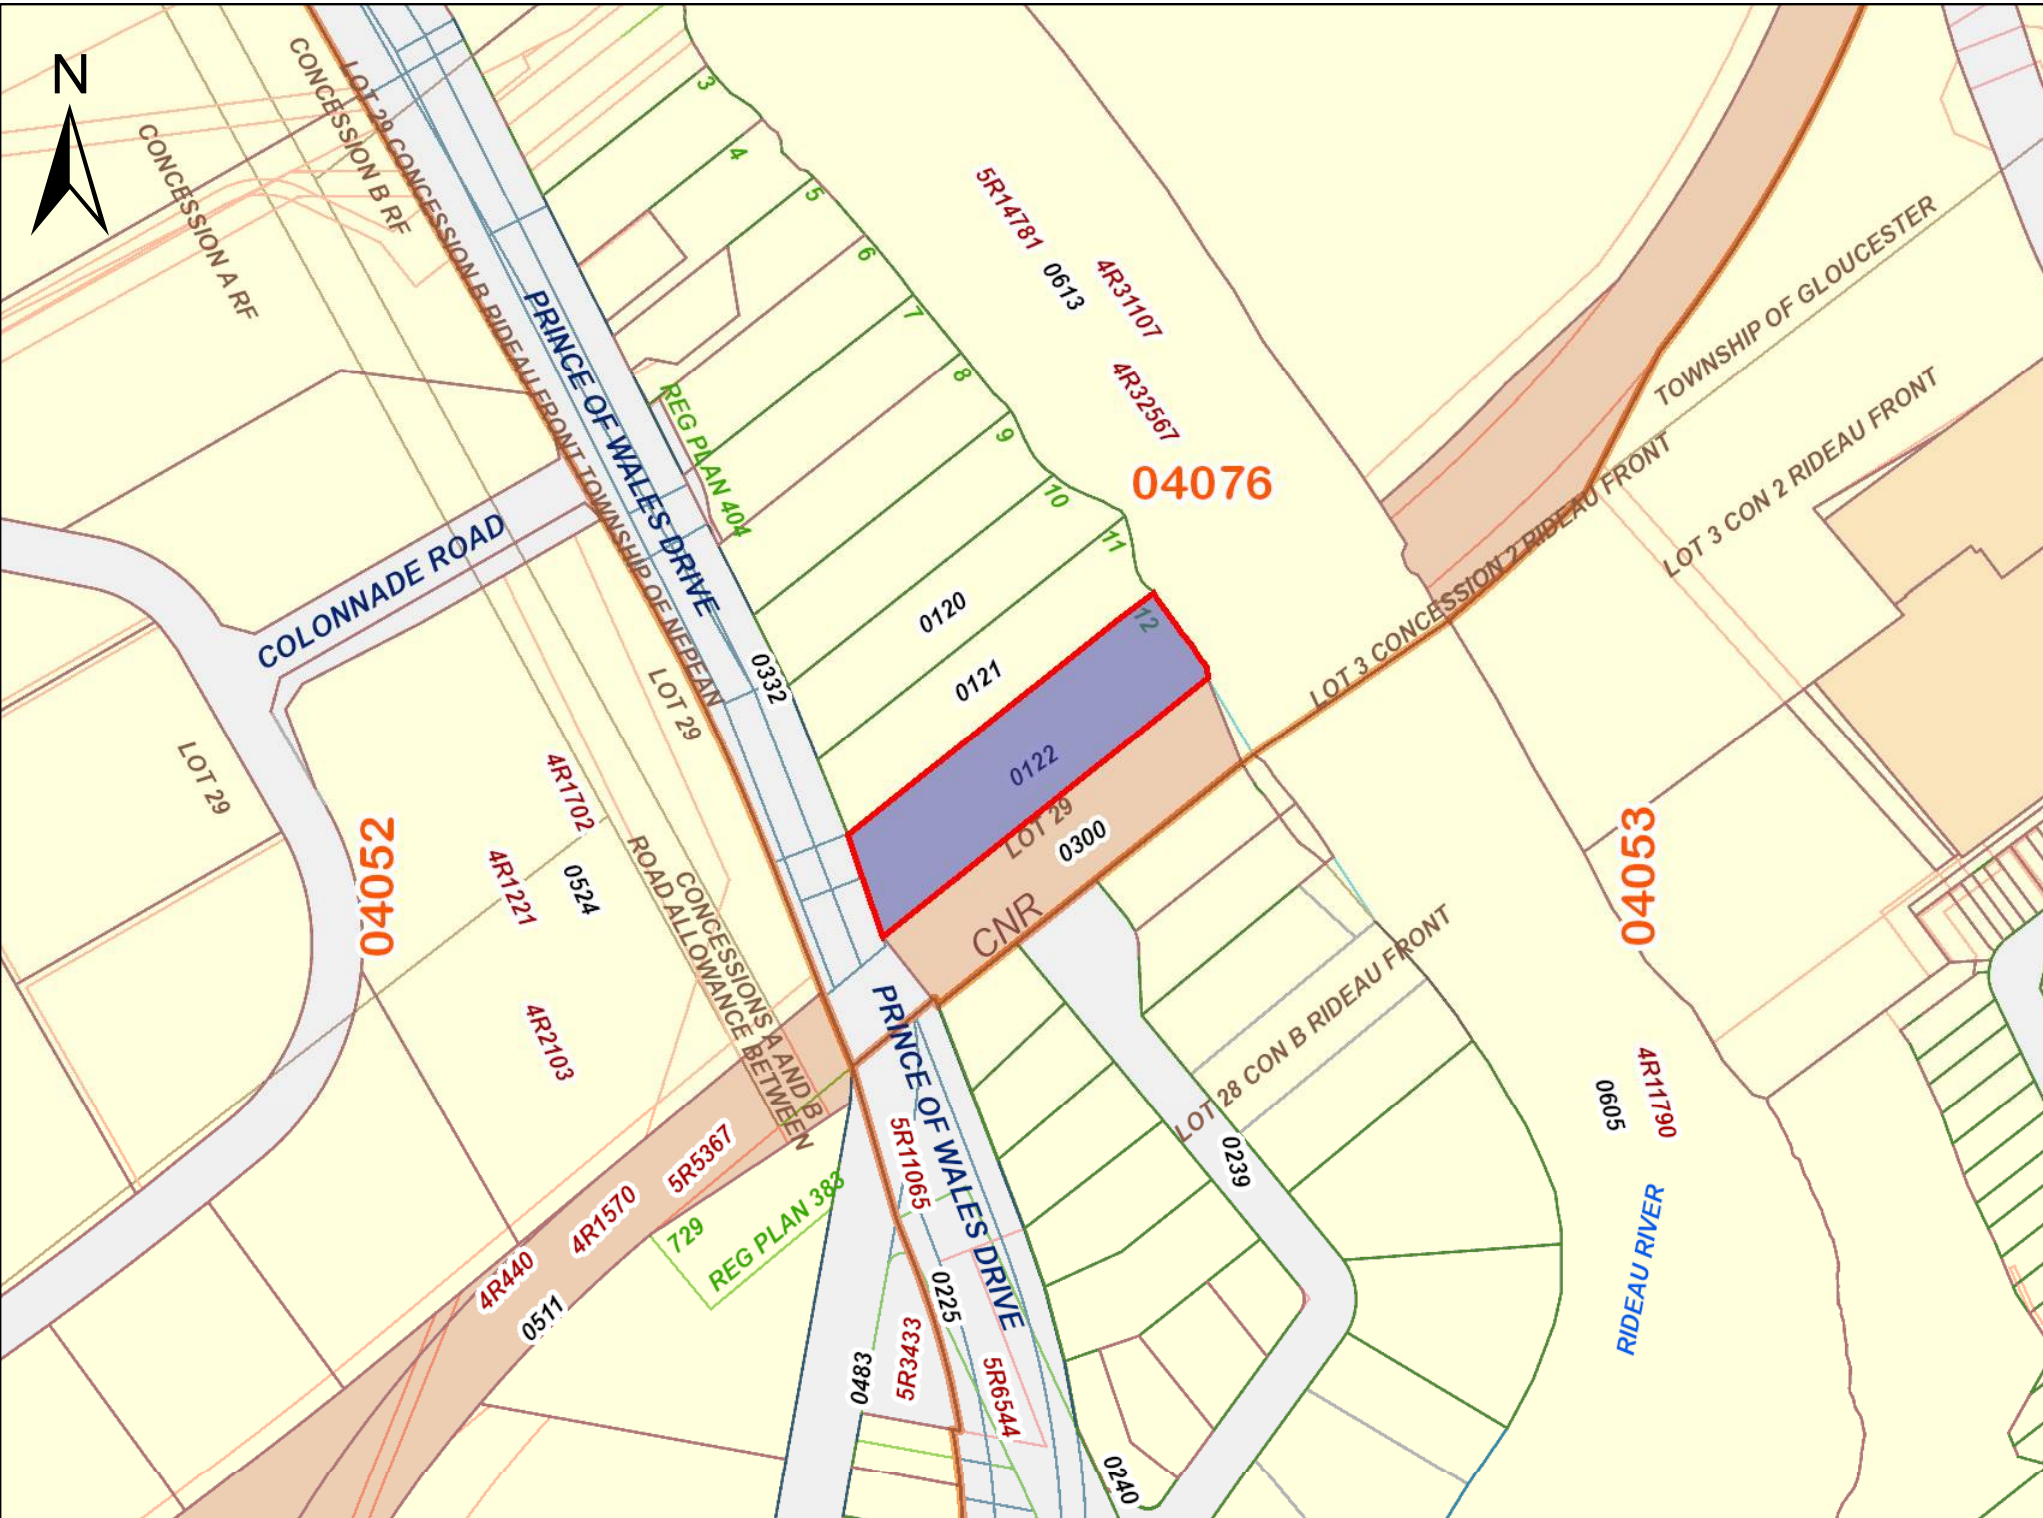 N
CONCESSION A RF
CONCESSION B RF
LOT 29 CONCESSION B RIDEAU FRONT TOWNSHIP OF NEPEAN
3
4
5
6
7
8
9
10
11
12
5R14781
0613
4R31107
4R32567
04076
TOWNSHIP OF GLOUCESTER
LOT 3 CON 2 RIDEAU FRONT
LOT 3 CONCESSION 2 RIDEAU FRONT
PRINCE OF WALES DRIVE
REG PLAN 404
COLONNADE ROAD
0120
0121
0332
0122
LOT 29
0300
CNR
LOT 29
LOT 29
04052
4R1702
4R1221
0524
4R2103
ROAD ALLOWANCE BETWEEN
CONCESSIONS A AND B
04053
LOT 28 CON B RIDEAU FRONT
PRINCE OF WALES DRIVE
5R11065
5R5367
4R1570
4R440
0511
729
REG PLAN 383
0239
0605
4R11790
RIDEAU RIVER
0225
0483
5R3433
5R6544
0240